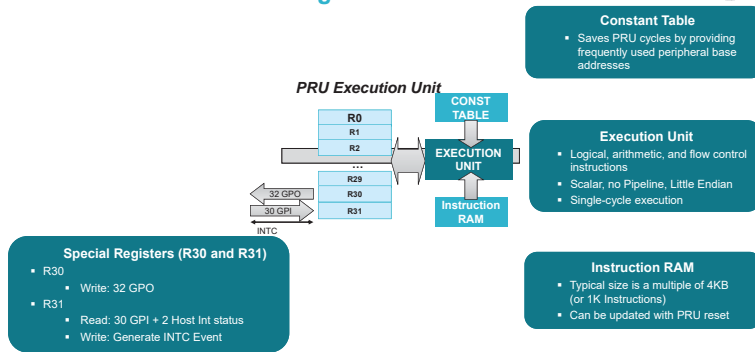 Constant Table
▪ Saves PRU cycles by providing
frequently used peripheral base
addresses
PRU Execution Unit
CONST
TABLE
R0
R1
R2
...
R29
R30
R31
EXECUTION
UNIT
Instruction
RAM
32 GPO
30 GPI
INTC
Execution Unit
▪ Logical, arithmetic, and flow control
instructions
▪ Scalar, no Pipeline, Little Endian
▪ Single-cycle execution
Special Registers (R30 and R31)
▪ R30
▪ Write: 32 GPO
▪ R31
▪ Read: 30 GPI + 2 Host Int status
▪ Write: Generate INTC Event
Instruction RAM
▪ Typical size is a multiple of 4KB
(or 1K Instructions)
▪ Can be updated with PRU reset